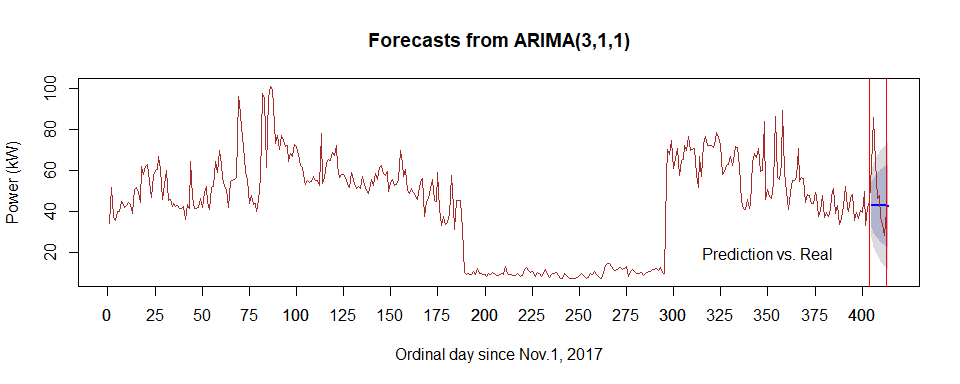 Forecasts from ARIMA(3,1,1)
Power (kW)
100
80
60
40
20
Prediction vs. Real
0 25 50 75 100 125 150 175 200 225 250 275 300 325 350 375 400
Ordinal day since Nov.1, 2017